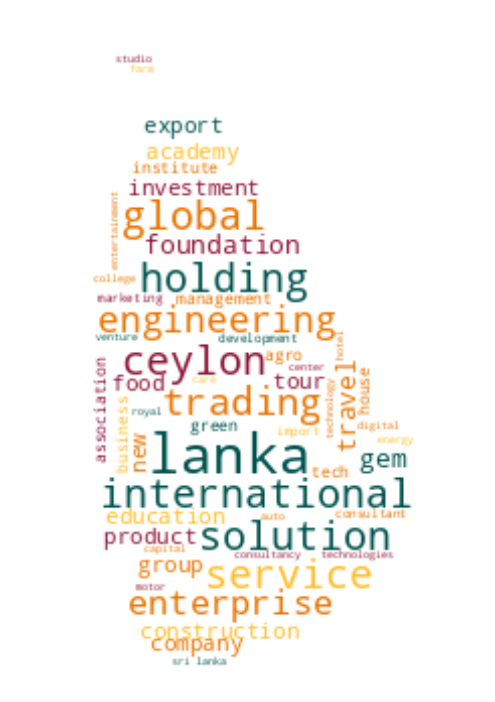 studio
farm
export
academy
institute
investment
entertainment
global
foundation
college
holding
marketing
management
engineering
venture
development
hotel
ceylon
agro
association
center
food
care
tour
travel
house
trading
technology
business
royal
green
import
digital
new
lanka
energy
gem
tech
international
education
auto
consultant
product
solution
capital
consultancy
technologies
group
service
motor
enterprise
construction
company
sri lanka